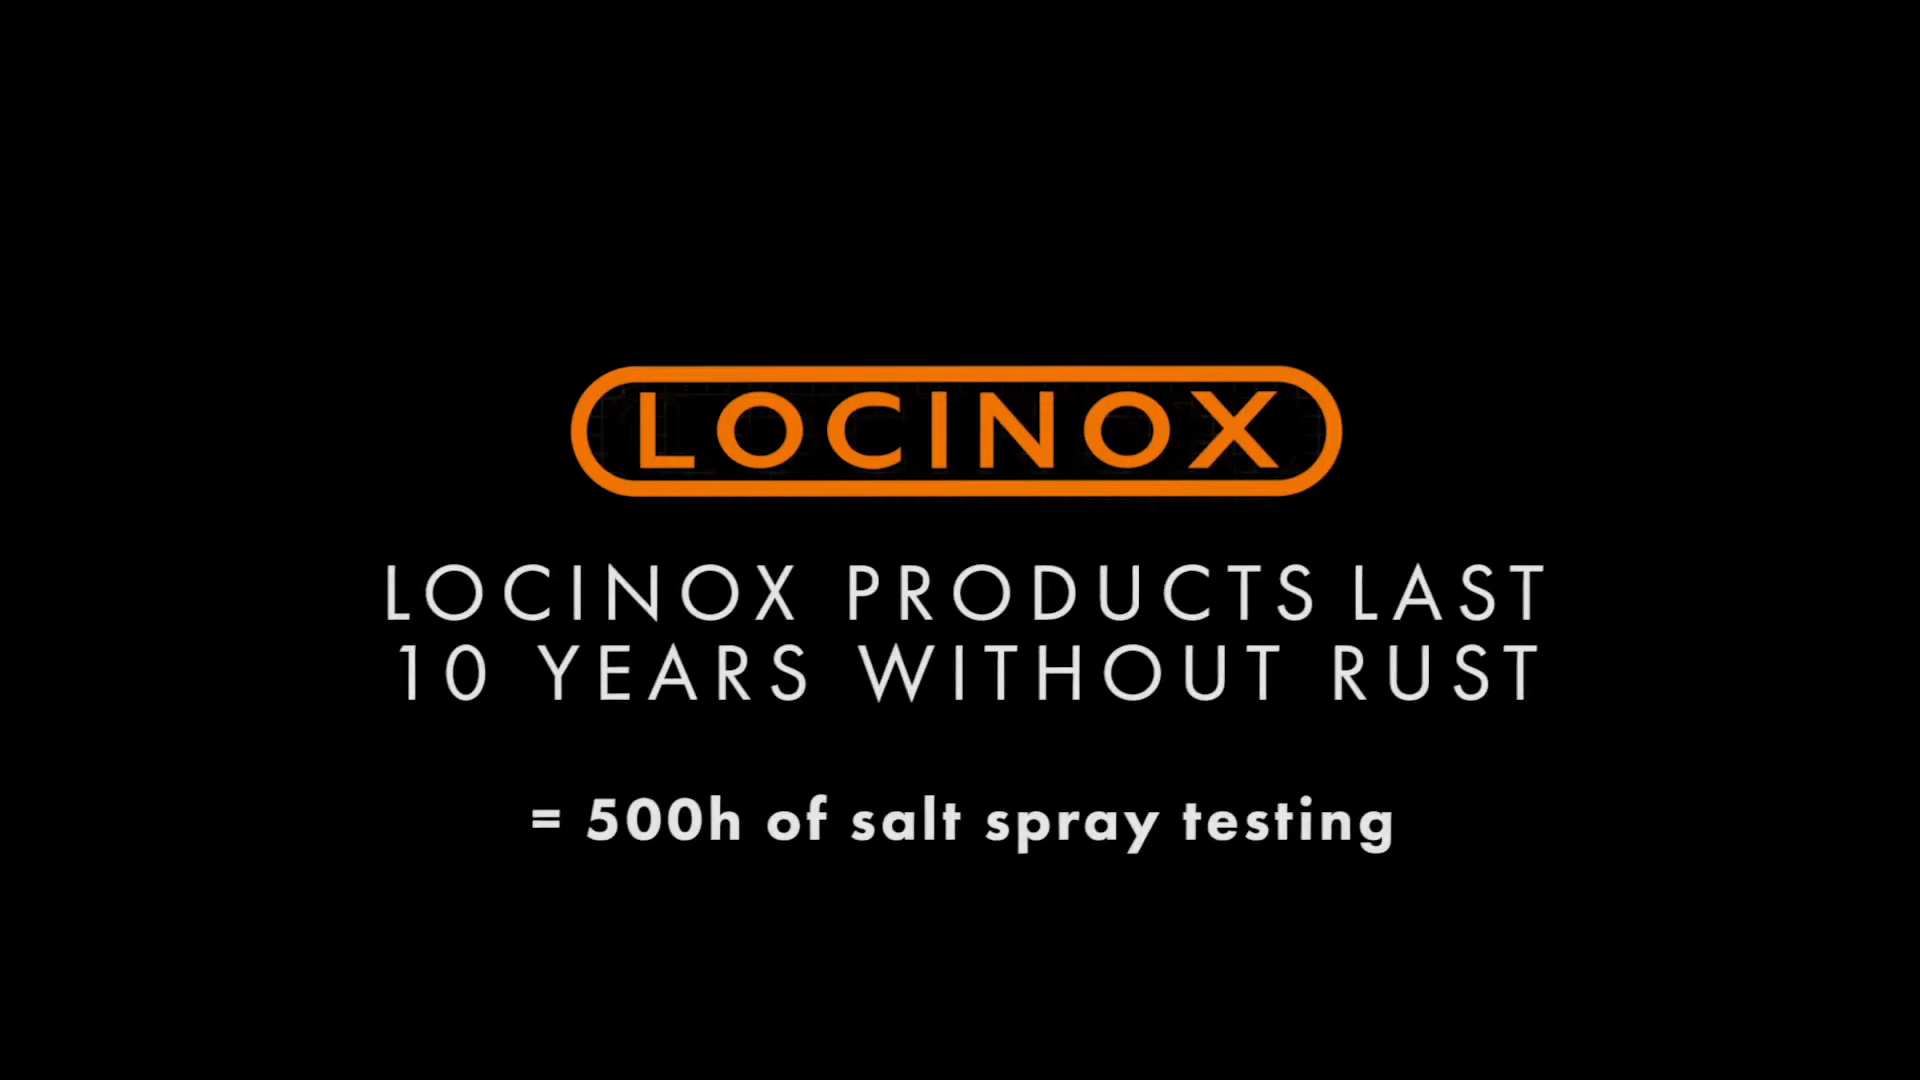 LOCINOX
LOCINOX PRODUCTS LAST
10 YEARS WITHOUT RUST
= 500h of salt spray testing